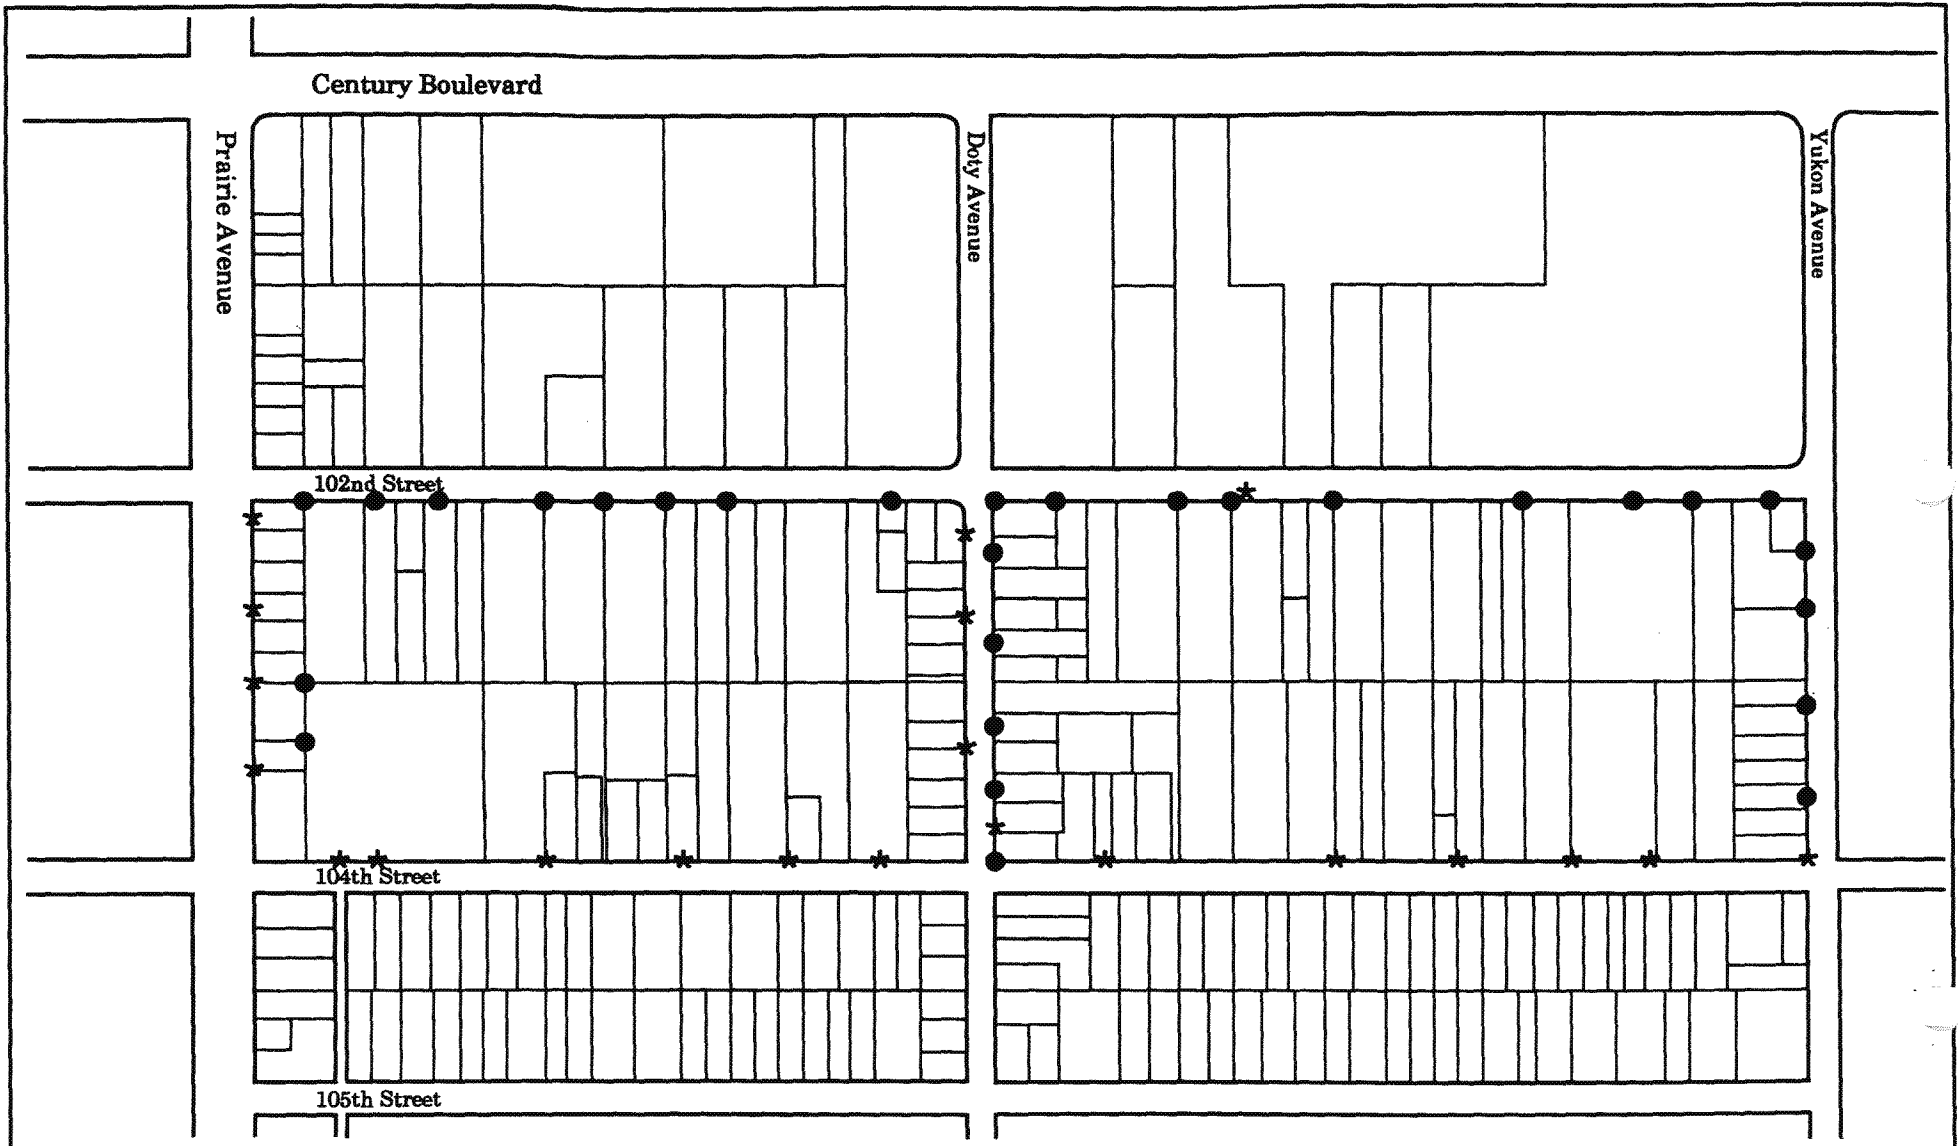 Century Boulevard
Prairie Avenue
Doty Avenue
Yukon Avenue
102nd Street
104th Street
105th Street